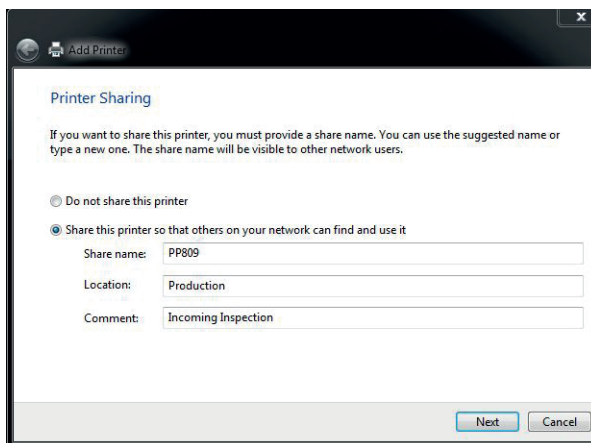 x
Add Printer
Printer Sharing
If you want to share this printer, you must provide a share name. You can use the suggested name or
type a new one. The share name will be visible to other network users.
Do not share this printer
Share this printer so that others on your network can find and use it
Share name: PP809
Location: Production
Comment: Incoming Inspection
Next Cancel